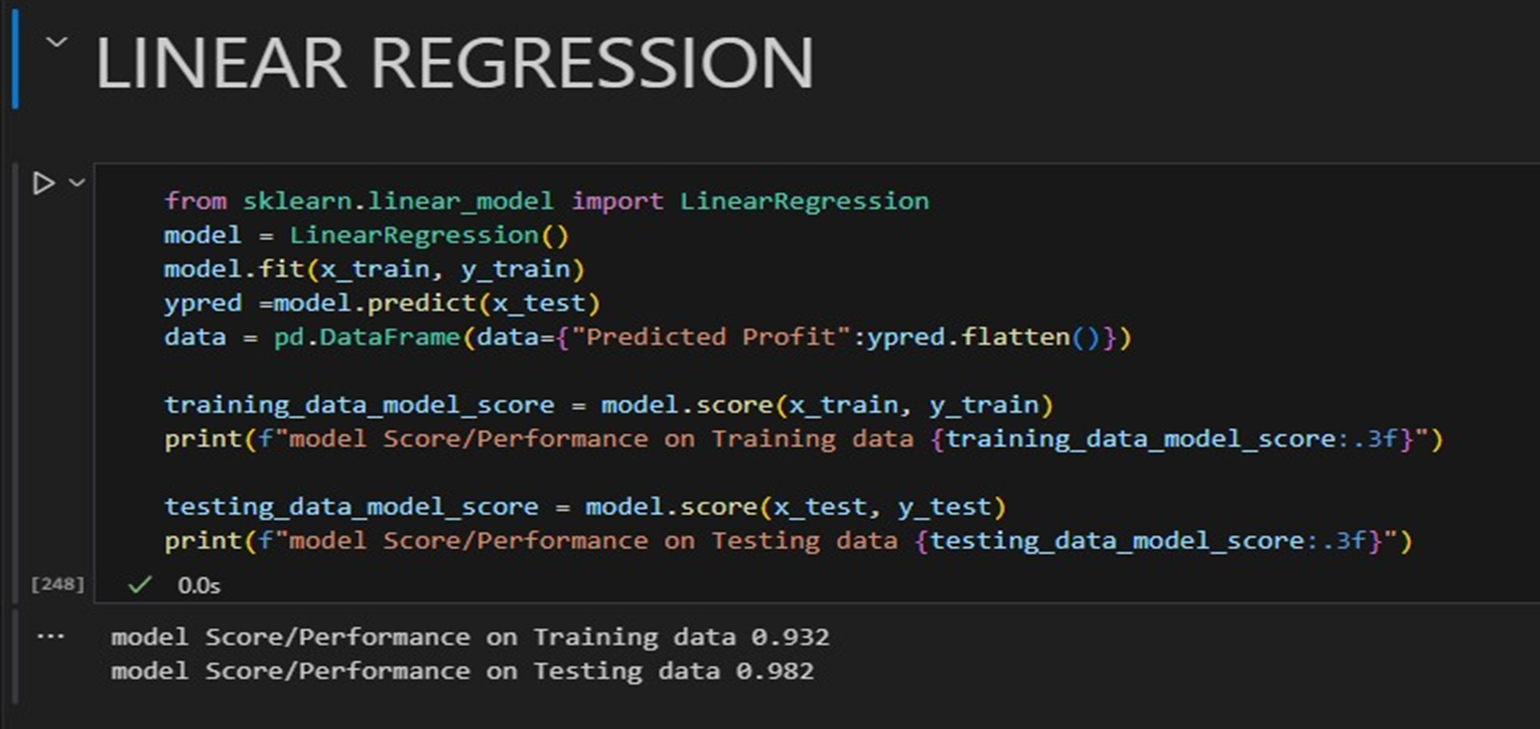 LINEAR REGRESSION
from sklearn.linear_model import LinearRegression
model = LinearRegression()
model.fit(x_train, y_train)
ypred =model.predict(x_test)
data = pd.DataFrame(data={"Predicted Profit":ypred.flatten()})
training_data_model_score = model.score(x_train, y_train)
print(f"model Score/Performance on Training data {training_data_model_score:.3f}")
testing_data_model_score = model.score(x_test, y_test)
print(f"model Score/Performance on Testing data {testing_data_model_score:.3f}")
[248] 0.0s
... model Score/Performance on Training data 0.932
model Score/Performance on Testing data 0.982